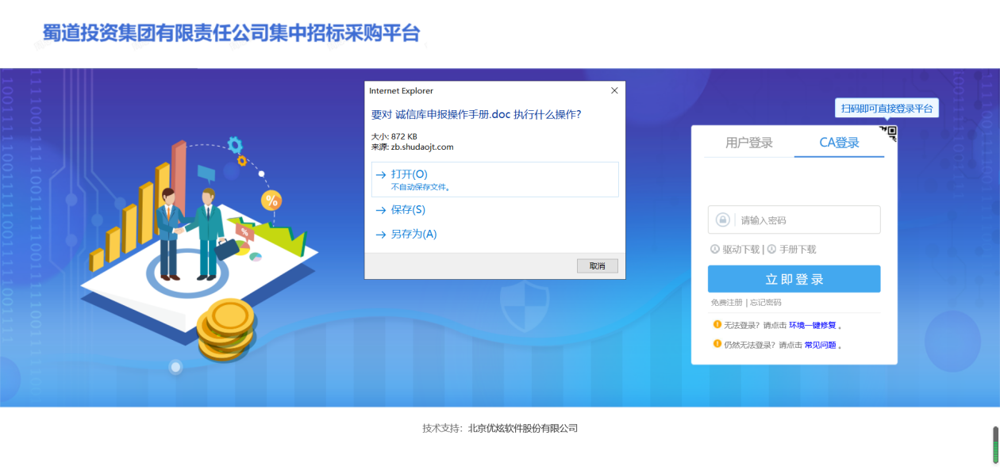 蜀道投资集团有限责任公司集中招标采购平台
Internet Explorer
要对 诚信库申报操作手册.doc 执行什么操作?
大小: 872 KB
来源: zb.shudaojt.com
→ 打开(O)
不自动保存文件。
→ 保存(S)
→ 另存为(A)
取消
扫码即可直接登录平台
用户登录 CA登录
请输入密码
驱动下载 | 手册下载
立即登录
免费注册 | 忘记密码
无法登录? 请点击 环境一键修复 。
仍然无法登录? 请点击 常见问题 。
%
%
技术支持: 北京优炫软件股份有限公司